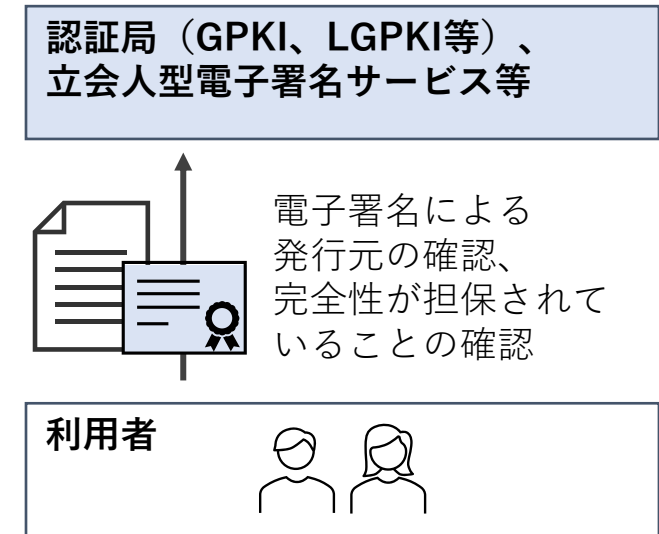 認証局（GPKI、LGPKI等）、
立会人型電子署名サービス等
電子署名による
発行元の確認、
完全性が担保されて
いることの確認
利用者